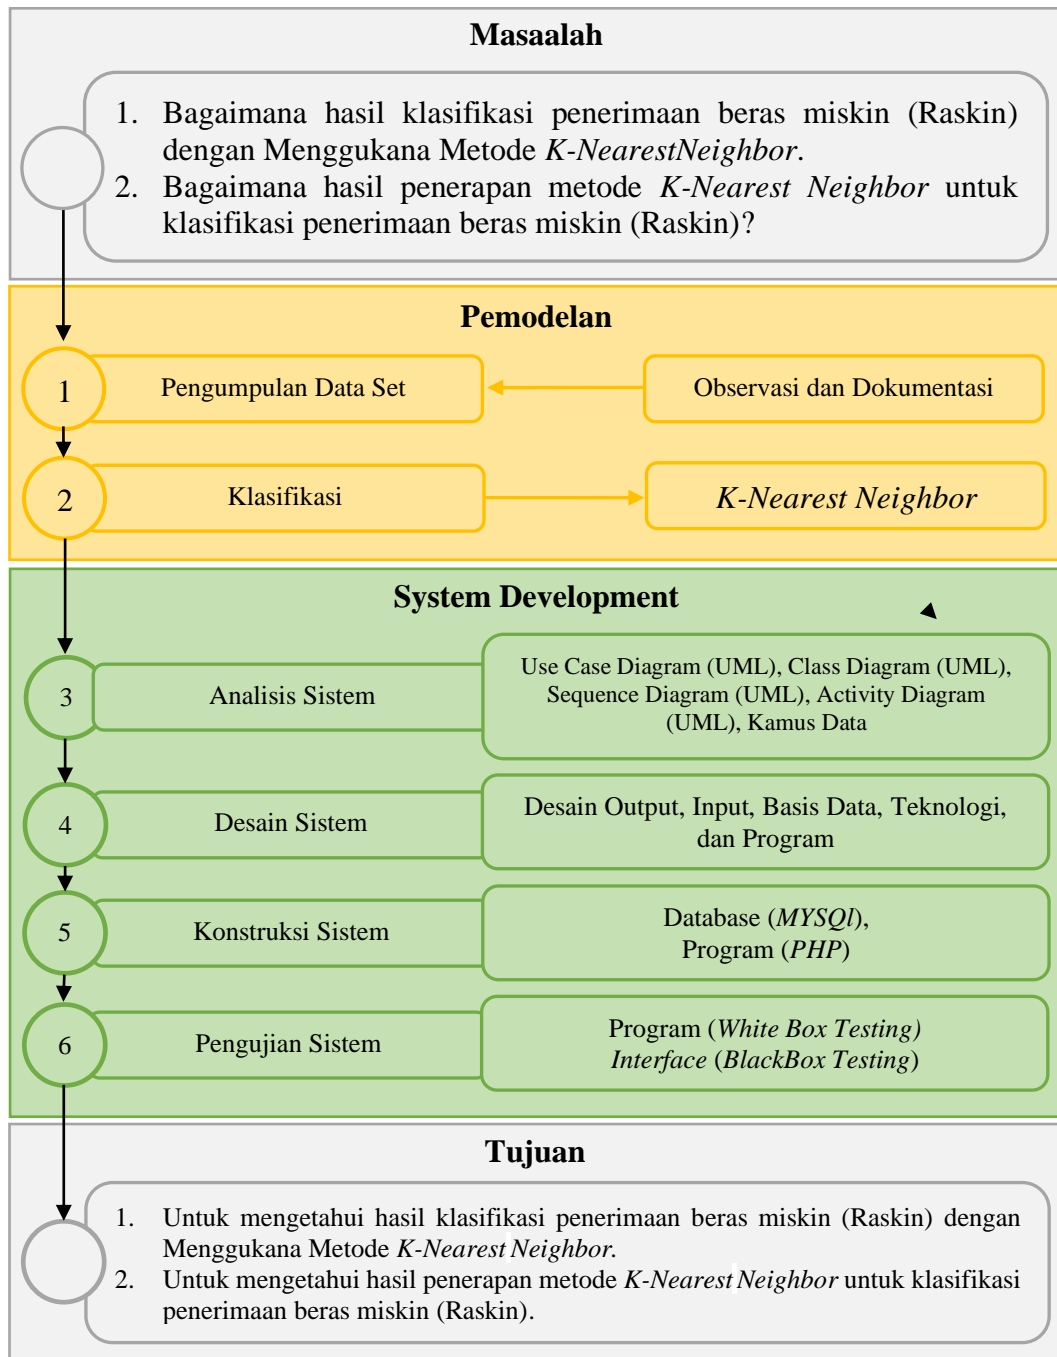 Masaalah
1. Bagaimana hasil klasifikasi penerimaan beras miskin (Raskin)
dengan Menggukana Metode K-NearestNeighbor.
2. Bagaimana hasil penerapan metode K-Nearest Neighbor untuk
klasifikasi penerimaan beras miskin (Raskin)?
Pemodelan
1
Pengumpulan Data Set
Observasi dan Dokumentasi
2
Klasifikasi
K-Nearest Neighbor
System Development
3
Analisis Sistem
Use Case Diagram (UML), Class Diagram (UML),
Sequence Diagram (UML), Activity Diagram
(UML), Kamus Data
4
Desain Sistem
Desain Output, Input, Basis Data, Teknologi,
dan Program
5
Konstruksi Sistem
Database (MYSQl),
Program (PHP)
6
Pengujian Sistem
Program (White Box Testing)
Interface (BlackBox Testing)
Tujuan
1. Untuk mengetahui hasil klasifikasi penerimaan beras miskin (Raskin) dengan
Menggukana Metode K-Nearest Neighbor.
2. Untuk mengetahui hasil penerapan metode K-Nearest Neighbor untuk klasifikasi
penerimaan beras miskin (Raskin).